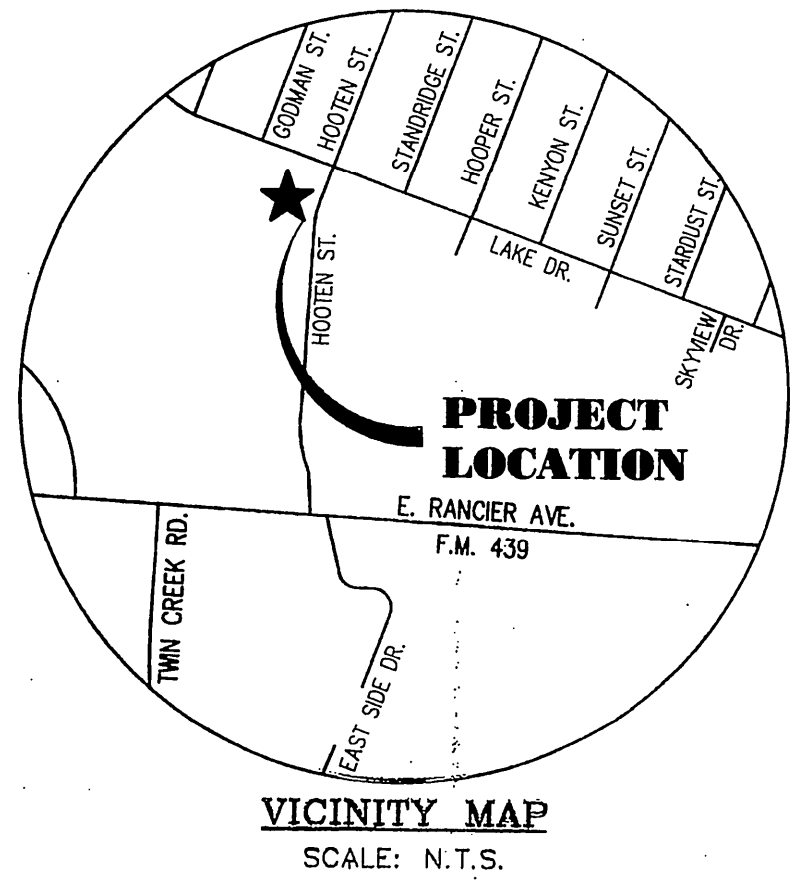 GODMAN ST.
HOOTEN ST.
STANDRIDGE ST.
HOOPER ST.
KENYON ST.
SUNSET ST.
STARDUST ST.
LAKE DR.
SKYVIEW
DR.
HOOTEN ST.
PROJECT
LOCATION
E. RANCIER AVE.
F.M. 439
TWIN CREEK RD.
EAST SIDE DR.
VICINITY MAP
SCALE: N.T.S.